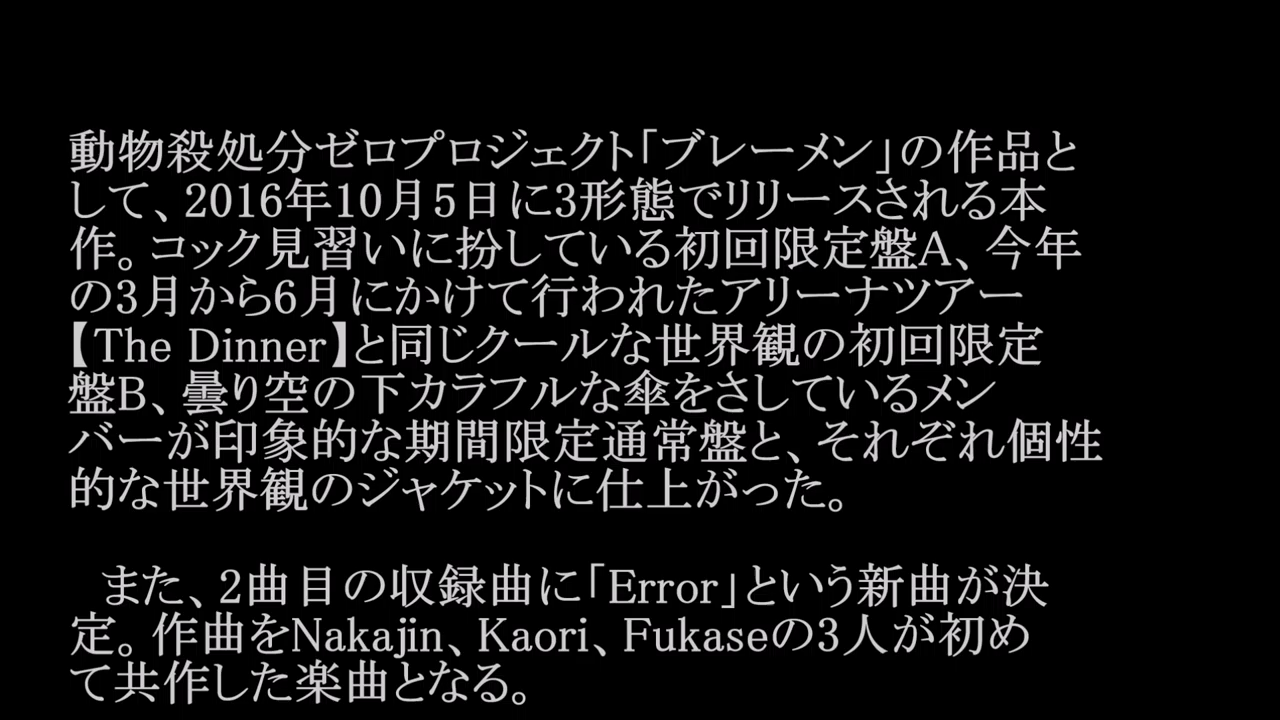 動物殺処分ゼロプロジェクト「ブレーメン」の作品と
して、2016年10月5日に3形態でリリースされる本
作。コック見習いに扮している初回限定盤A、今年
の3月から6月にかけて行われたアリーナツアー
【The Dinner】と同じクールな世界観の初回限定
盤B、曇り空の下カラフルな傘をさしているメン
バーが印象的な期間限定通常盤と、それぞれ個性
的な世界観のジャケットに仕上がった。
また、2曲目の収録曲に「Error」という新曲が決
定。作曲をNakajin、Kaori、Fukaseの3人が初め
て共作した楽曲となる。